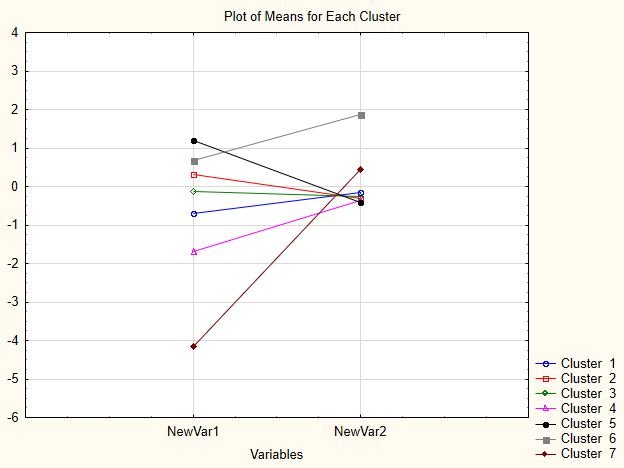 Plot of Means for Each Cluster
4
3
2
1
0
-1
-2
-3
-4
-5
-6
NewVar1 NewVar2
Variables
Cluster 1
Cluster 2
Cluster 3
Cluster 4
Cluster 5
Cluster 6
Cluster 7